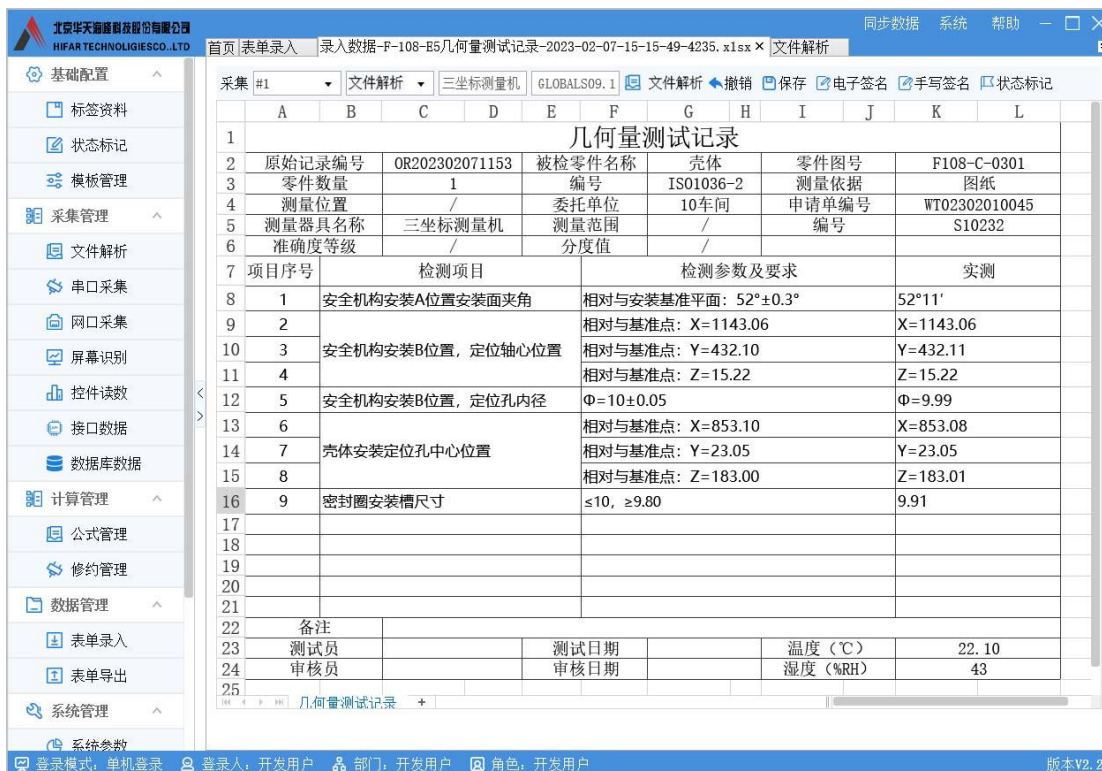 北京华天海峰科技股份有限公司
HIFAR TECHNOLIGIESCO.,LTD
同步数据 系统 帮助
首页 表单录入 录入数据-F-108-E5几何量测试记录-2023-02-07-15-15-49-4235.xlsx × 文件解析
基础配置
标签资料
状态标记
模板管理
采集管理
文件解析
串口采集
网口采集
屏幕识别
控件读数
接口数据
数据库数据
计算管理
公式管理
修约管理
数据管理
表单录入
表单导出
系统管理
系统参数
采集 #1 文件解析 三坐标测量机 GLOBALS09.1 文件解析 撤销 保存 电子签名 手写签名 状态标记
A B C D E F G H I J K L
1 几何量测试记录
2 原始记录编号 OR202302071153 被检零件名称 壳体 零件图号 F108-C-0301
3 零件数量 1 编号 ISO1036-2 测量依据 图纸
4 测量位置 / 委托单位 10车间 申请单编号 WT02302010045
5 测量器具名称 三坐标测量机 测量范围 / 编号 S10232
6 准确度等级 / 分度值 /
7 项目序号 检测项目 检测参数及要求 实测
8 1 安全机构安装A位置安装面夹角 相对与安装基准平面：52°±0.3° 52°11′
9 2 相对与基准点：X=1143.06 X=1143.06
10 3 安全机构安装B位置，定位轴心位置 相对与基准点：Y=432.10 Y=432.11
11 4 相对与基准点：Z=15.22 Z=15.22
12 5 安全机构安装B位置，定位孔内径 Φ=10±0.05 Φ=9.99
13 6 相对与基准点：X=853.10 X=853.08
14 7 壳体安装定位孔中心位置 相对与基准点：Y=23.05 Y=23.05
15 8 相对与基准点：Z=183.00 Z=183.01
16 9 密封圈安装槽尺寸 ≤10，≥9.80 9.91
17
18
19
20
21
22 备注
23 测试员 测试日期 温度（℃） 22.10
24 审核员 审核日期 湿度（%RH） 43
25
几何量测试记录 +
登录模式：单机登录 登录人：开发用户 部门：开发用户 角色：开发用户 版本V2.2